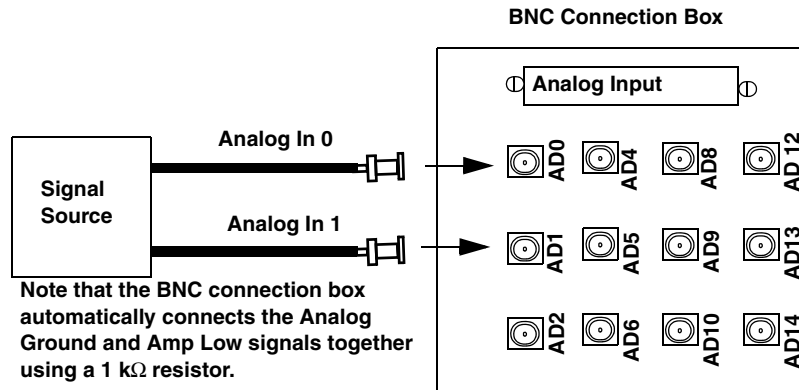 BNC Connection Box
Analog Input
Analog In 0
Signal
Source
Analog In 1
AD0
AD4
AD8
AD 12
AD1
AD5
AD9
AD13
AD2
AD6
AD10
AD14
Note that the BNC connection box
automatically connects the Analog
Ground and Amp Low signals together
using a 1 kΩ resistor.